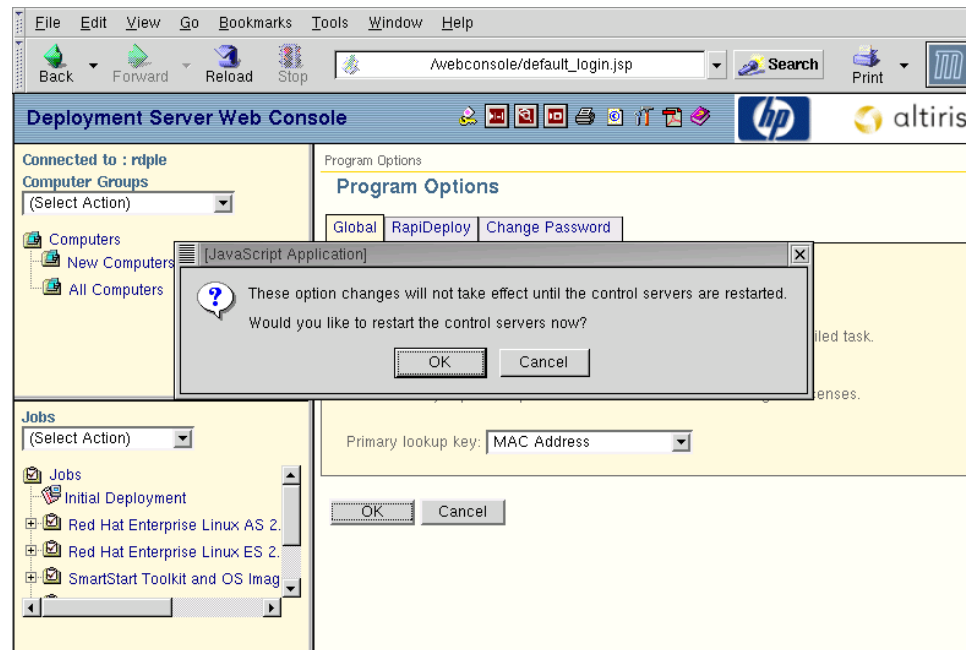 File Edit View Go Bookmarks Tools Window Help
Back Forward Reload Stop /webconsole/default_login.jsp Search Print
Deployment Server Web Console hp altiris
Connected to : rdple
Computer Groups
(Select Action)
Computers
New Computers
All Computers
Program Options
Program Options
Global RapiDeploy Change Password
[JavaScript Application]
These option changes will not take effect until the control servers are restarted.
Would you like to restart the control servers now?
OK Cancel
task.
Primary lookup key: MAC Address
OK Cancel
Jobs
(Select Action)
Jobs
Initial Deployment
Red Hat Enterprise Linux AS 2.
Red Hat Enterprise Linux ES 2.
SmartStart Toolkit and OS Imag